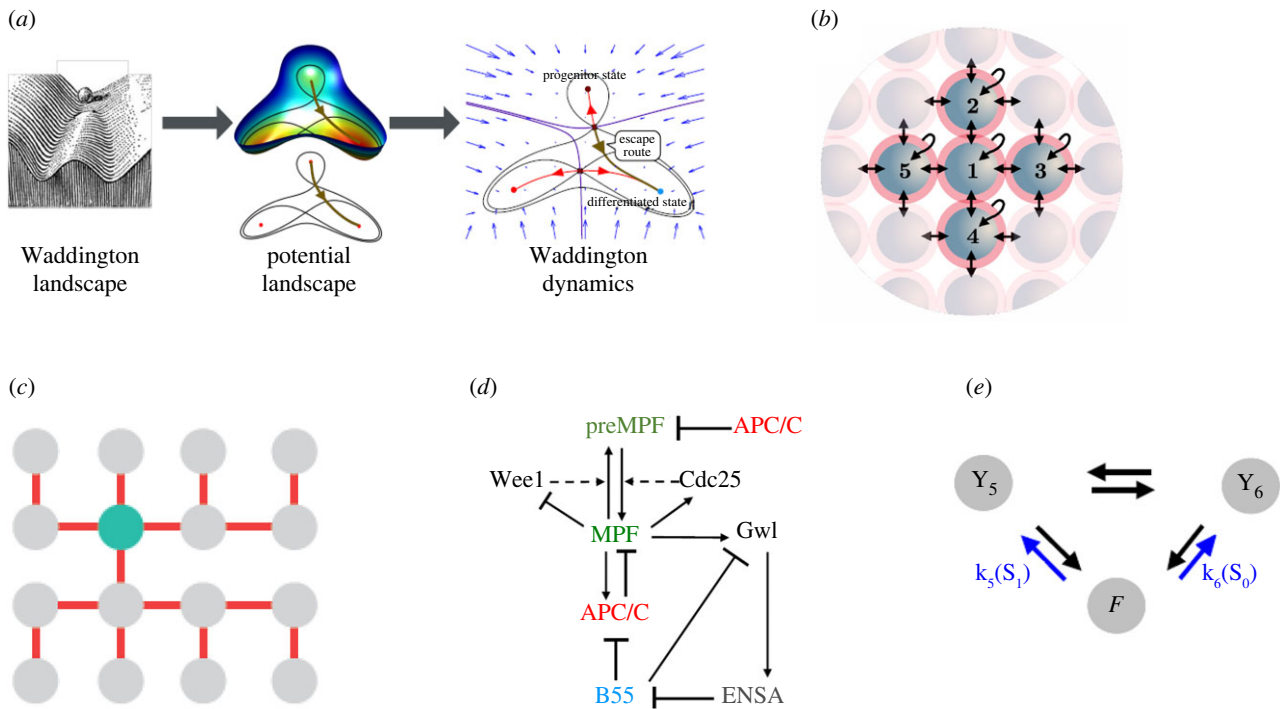 (a)
progenitor state
escape
route
differentiated state
Waddington
landscape
potential
landscape
Waddington
dynamics
(b)
2
5
1
3
4
(c)
(d)
preMPF
APC/C
Wee1
Cdc25
MPF
Gwl
APC/C
B55
ENSA
(e)
Y5
Y6
k5(S1)
k6(S0)
F